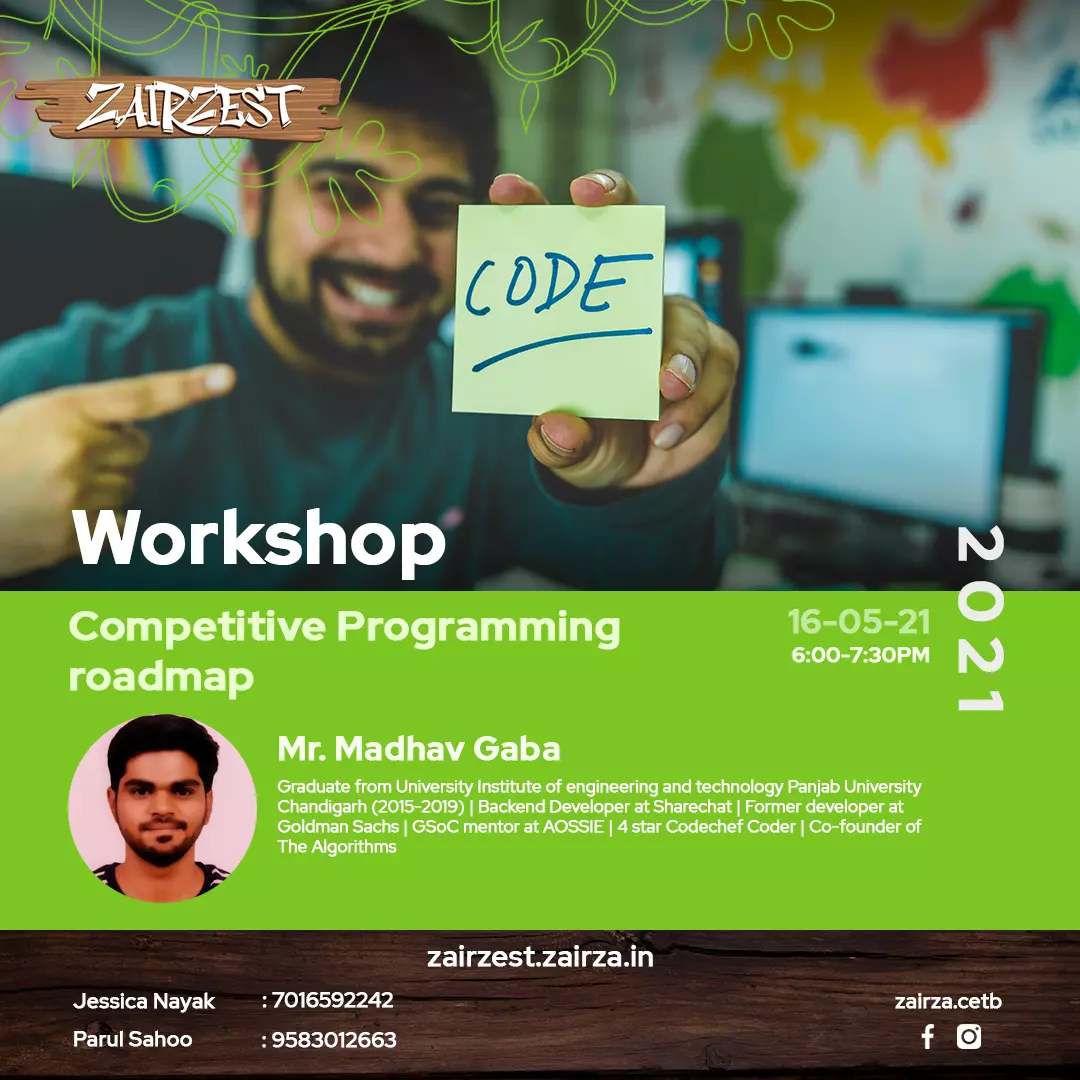 ZAIRZEST
CODE
Workshop
2021
Competitive Programming
roadmap
16-05-21
6:00-7:30PM
Mr. Madhav Gaba
Graduate from University Institute of engineering and technology Panjab University
Chandigarh (2015-2019) | Backend Developer at Sharechat | Former developer at
Goldman Sachs | GSoC mentor at AOSSIE | 4 star Codechef Coder | Co-founder of
The Algorithms
zairzest.zairza.in
Jessica Nayak : 7016592242
Parul Sahoo : 9583012663
zairza.cetb